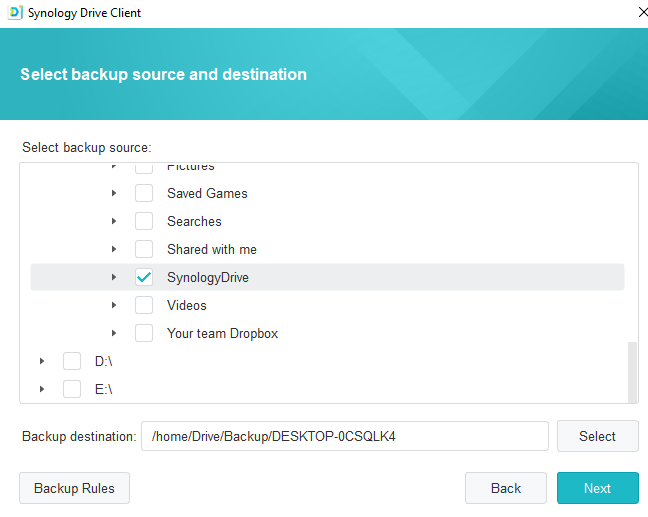 Synology Drive Client
Select backup source and destination
Select backup source:
Pictures
Saved Games
Searches
Shared with me
SynologyDrive
Videos
Your team Dropbox
D:\
E:\
Backup destination: /home/Drive/Backup/DESKTOP-0CSQLK4 Select
Backup Rules Back Next